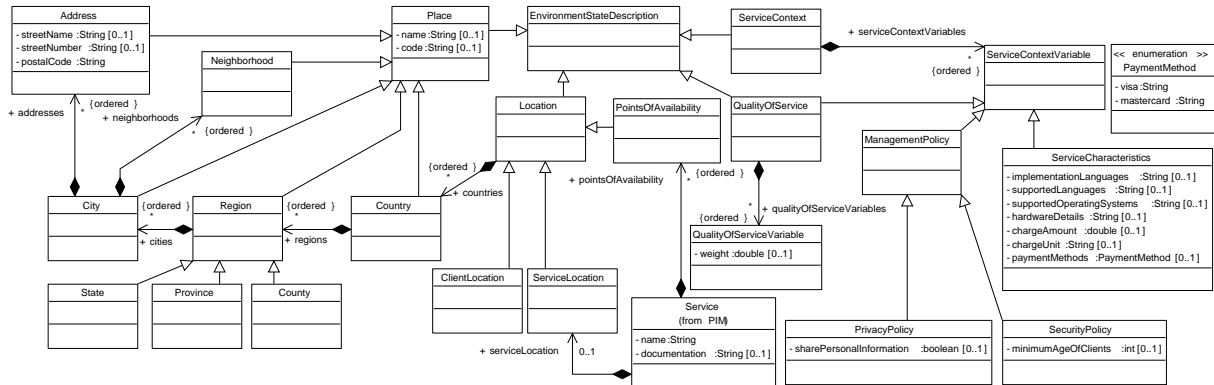 Address
- streetName :String [0..1]
- streetNumber :String [0..1]
- postalCode :String
Place
- name :String [0..1]
- code :String [0..1]
EnvironmentStateDescription
ServiceContext
+ serviceContextVariables
*
{ordered }
ServiceContextVariable
<< enumeration >>
PaymentMethod
- visa :String
- mastercard :String
Neighborhood
+ addresses
* {ordered }
+ neighborhoods
* {ordered }
Location
PointsOfAvailability
QualityOfService
ManagementPolicy
ServiceCharacteristics
- implementationLanguages :String [0..1]
- supportedLanguages :String [0..1]
- supportedOperatingSystems :String [0..1]
- hardwareDetails :String [0..1]
- chargeAmount :double [0..1]
- chargeUnit :String [0..1]
- paymentMethods :PaymentMethod [0..1]
City
{ordered }
*
+ cities
Region
{ordered }
*
+ regions
Country
{ordered }
*
+ countries
+ pointsOfAvailability
* {ordered }
*
+ qualityOfServiceVariables
{ordered }
QualityOfServiceVariable
- weight :double [0..1]
State
Province
County
ClientLocation
ServiceLocation
Service
(from PIM)
- name :String
- documentation :String [0..1]
+ serviceLocation
0..1
PrivacyPolicy
- sharePersonalInformation :boolean [0..1]
SecurityPolicy
- minimumAgeOfClients :int [0..1]